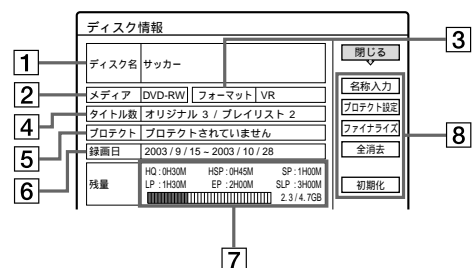 ディスク情報
1
ディスク名 サッカー
2
メディア DVD-RW フォーマット VR
3
4
タイトル数 オリジナル 3 / プレイリスト 2
5
プロテクト プロテクトされていません
6
録画日 2003 / 9 / 15 ~ 2003 / 10 / 28
残量
HQ : 0H30M HSP : 0H45M SP : 1H00M
LP : 1H30M EP : 2H00M SLP : 3H00M
2. 3 / 4. 7GB
7
閉じる
名称入力
プロテクト設定
ファイナライズ
全消去
初期化
8